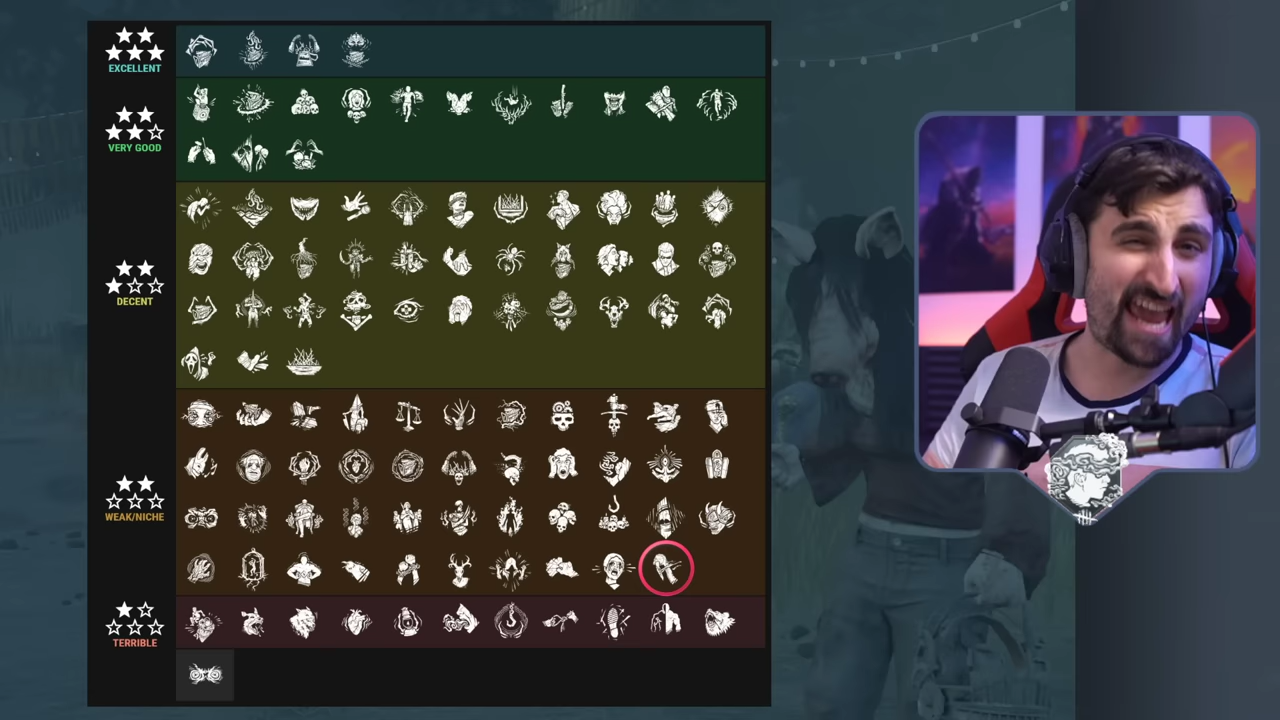 EXCELLENT
VERY GOOD
DECENT
WEAK/NICHE
TERRIBLE